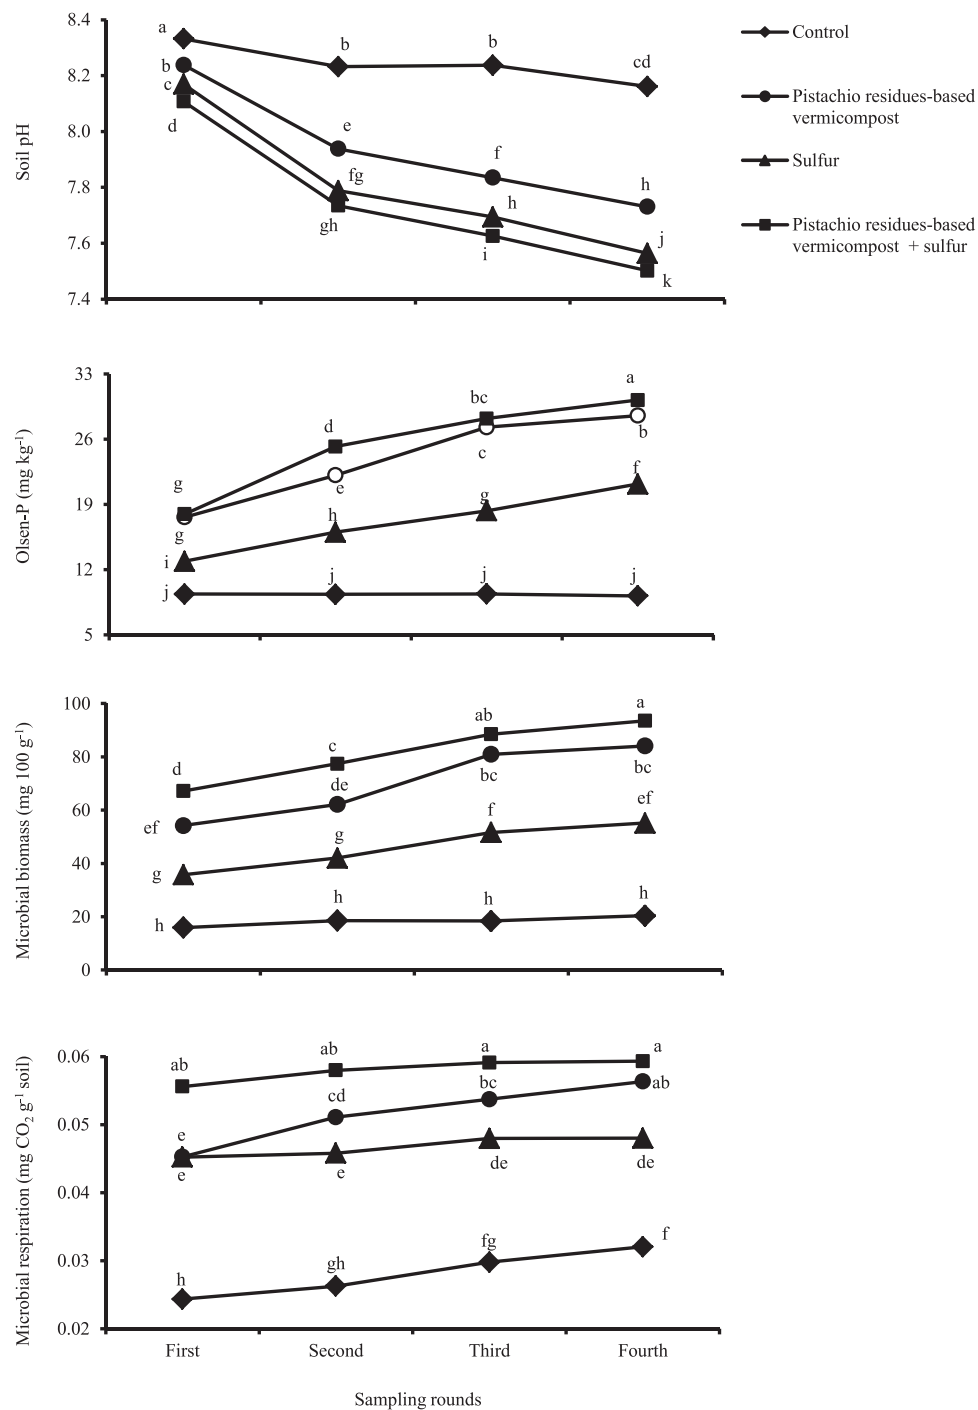 8.4
8.2
8.0
7.8
7.6
7.4
Soil pH
a
b
b
cd
b
c
d
e
f
h
fg
h
j
gh
i
k
Control
Pistachio residues-based
vermicompost
Sulfur
Pistachio residues-based
vermicompost + sulfur
33
26
19
12
5
Olsen-P (mg kg⁻¹)
g
d
bc
a
g
e
c
b
i
h
g
f
j
j
j
j
100
80
60
40
20
0
Microbial biomass (mg 100 g⁻¹)
d
c
ab
a
ef
de
bc
bc
g
g
f
ef
h
h
h
h
0.06
0.05
0.04
0.03
0.02
Microbial respiration (mg CO₂ g⁻¹ soil)
ab
ab
a
a
e
cd
bc
ab
e
e
de
de
h
gh
fg
f
First Second Third Fourth
Sampling rounds